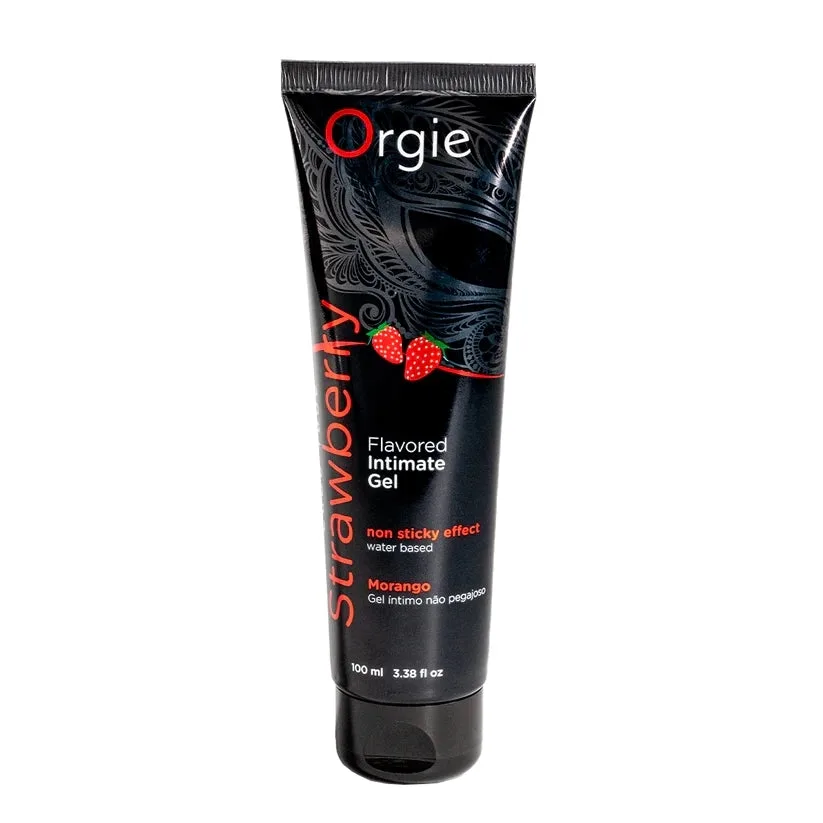 Orgie
Strawberry
Flavored
Intimate
Gel
non sticky effect
water based
Morango
Gel íntimo não pegajoso
100 ml 3.38 fl oz